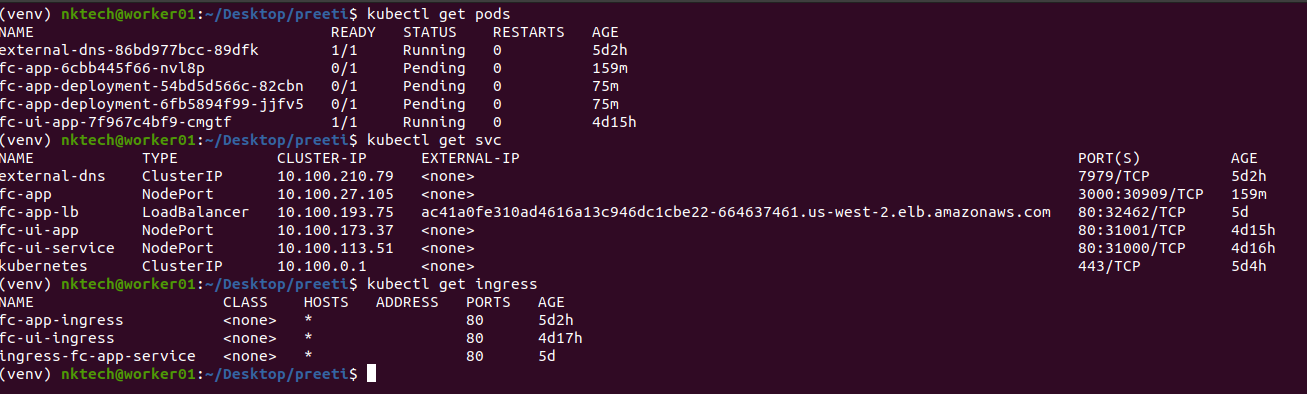 (venv) nktech@worker01:~/Desktop/preeti$ kubectl get pods
NAME READY STATUS RESTARTS AGE
external-dns-86bd977bcc-89dfk 1/1 Running 0 5d2h
fc-app-6cbb445f66-nvl8p 0/1 Pending 0 159m
fc-app-deployment-54bd5d566c-82cbn 0/1 Pending 0 75m
fc-app-deployment-6fb5894f99-jjfv5 0/1 Pending 0 75m
fc-ui-app-7f967c4bf9-cmgtf 1/1 Running 0 4d15h
(venv) nktech@worker01:~/Desktop/preeti$ kubectl get svc
NAME TYPE CLUSTER-IP EXTERNAL-IP PORT(S) AGE
external-dns ClusterIP 10.100.210.79 <none> 7979/TCP 5d2h
fc-app NodePort 10.100.27.105 <none> 3000:30909/TCP 159m
fc-app-lb LoadBalancer 10.100.193.75 ac41a0fe310ad4616a13c946dc1cbe22-664637461.us-west-2.elb.amazonaws.com 80:32462/TCP 5d
fc-ui-app NodePort 10.100.173.37 <none> 80:31001/TCP 4d15h
fc-ui-service NodePort 10.100.113.51 <none> 80:31000/TCP 4d16h
kubernetes ClusterIP 10.100.0.1 <none> 443/TCP 5d4h
(venv) nktech@worker01:~/Desktop/preeti$ kubectl get ingress
NAME CLASS HOSTS ADDRESS PORTS AGE
fc-app-ingress <none> * 80 5d2h
fc-ui-ingress <none> * 80 4d17h
ingress-fc-app-service <none> * 80 5d
(venv) nktech@worker01:~/Desktop/preeti$